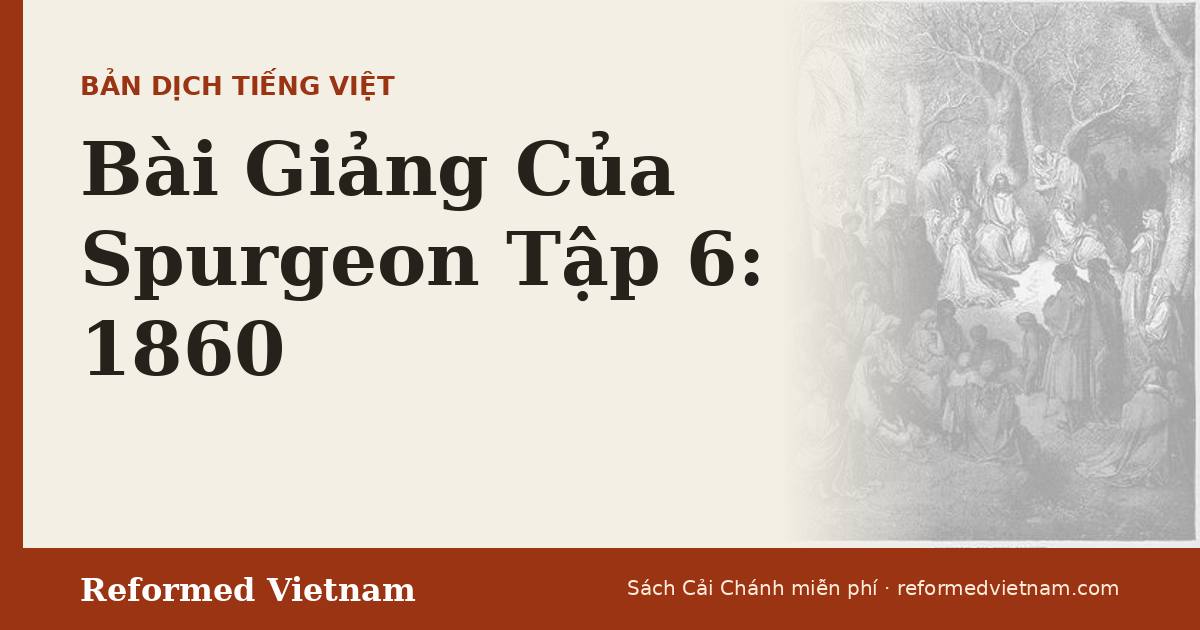 BẢN DỊCH TIẾNG VIỆT
Bài Giảng Của
Spurgeon Tập 6:
1860
Reformed Vietnam
Sách Cải Chánh miễn phí · reformedvietnam.com